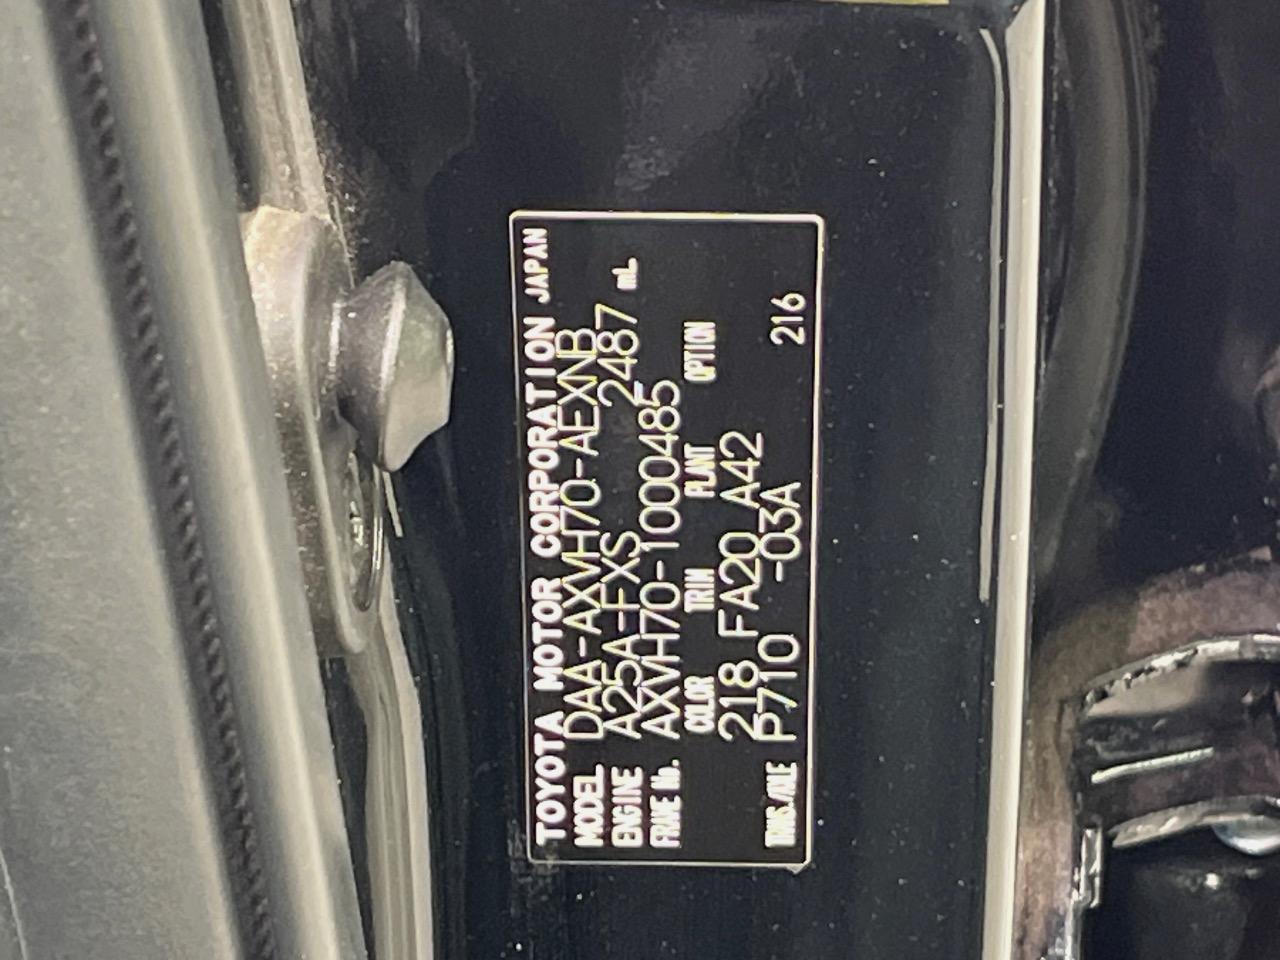 TOYOTA MOTOR CORPORATION JAPAN
MODEL DAA-AXVH70-AEXNB
ENGINE A25A-FXS 2487 mL
FRAME No. AXVH70-1000485
COLOR TRIM PLANT OPTION
218 FA20 A42
TRANS./AXLE P710 -03A 216